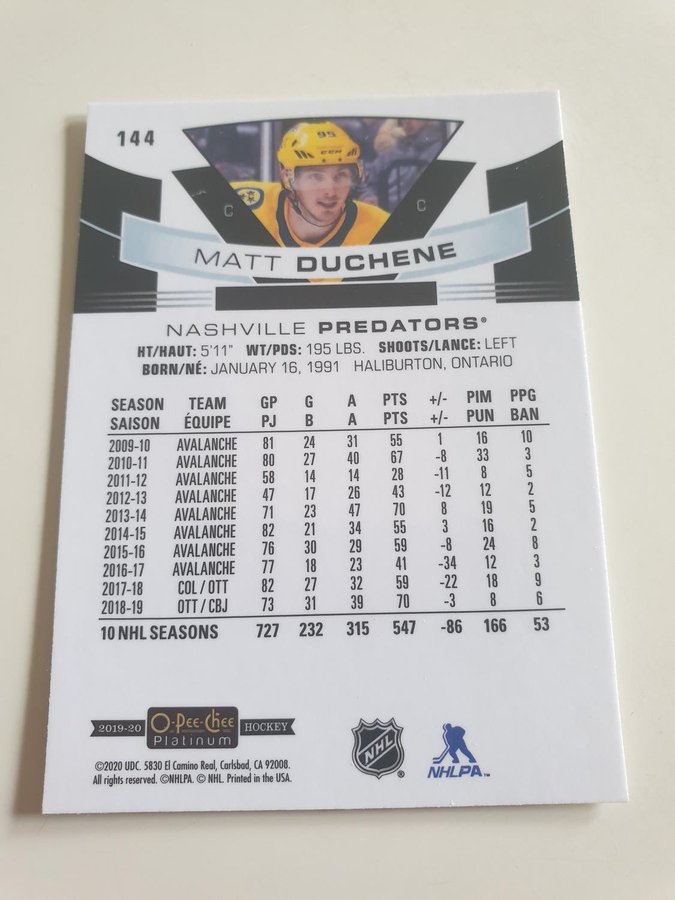 144
95
CCM
C C
MATT DUCHENE
NASHVILLE PREDATORS®
HT/HAUT: 5'11" WT/PDS: 195 LBS. SHOOTS/LANCE: LEFT
BORN/NÉ: JANUARY 16, 1991 HALIBURTON, ONTARIO
SEASON TEAM GP G A PTS +/- PIM PPG
SAISON ÉQUIPE PJ B A PTS +/- PUN BAN
2009-10 AVALANCHE 81 24 31 55 1 16 10
2010-11 AVALANCHE 80 27 40 67 -8 33 3
2011-12 AVALANCHE 58 14 14 28 -11 8 5
2012-13 AVALANCHE 47 17 26 43 -12 12 2
2013-14 AVALANCHE 71 23 47 70 8 19 5
2014-15 AVALANCHE 82 21 34 55 3 16 2
2015-16 AVALANCHE 76 30 29 59 -8 24 8
2016-17 AVALANCHE 77 18 23 41 -34 12 3
2017-18 COL / OTT 82 27 32 59 -22 18 9
2018-19 OTT / CBJ 73 31 39 70 -3 8 6
10 NHL SEASONS 727 232 315 547 -86 166 53
2019-20 O-Pee-Chee Platinum HOCKEY
©2020 UDC. 5830 El Camino Real, Carlsbad, CA 92008.
All rights reserved. ©NHLPA. © NHL. Printed in the USA.
NHL ®
NHLPA™